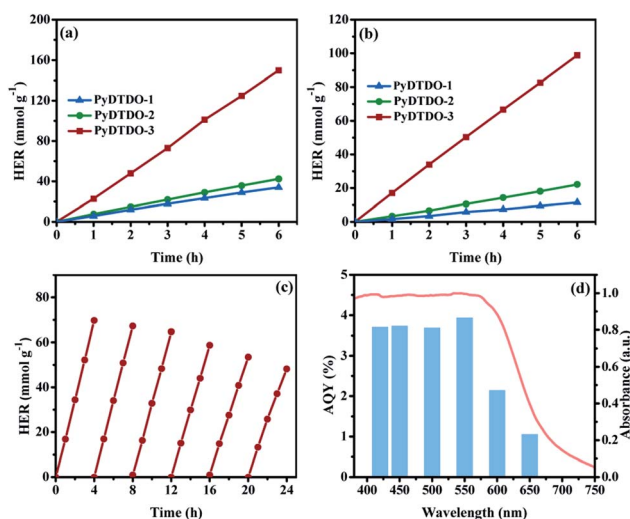 (a)
HER (mmol g⁻¹)
200
160
120
80
40
0
PyDTDO-1
PyDTDO-2
PyDTDO-3
0 1 2 3 4 5 6
Time (h)
(b)
HER (mmol g⁻¹)
120
100
80
60
40
20
0
PyDTDO-1
PyDTDO-2
PyDTDO-3
0 1 2 3 4 5 6
Time (h)
(c)
HER (mmol g⁻¹)
80
60
40
20
0
0 4 8 12 16 20 24
Time (h)
(d)
AQY (%)
5
4
3
2
1
0
1.0
0.8
0.6
0.4
0.2
0.0
Absorbance (a.u.)
400 450 500 550 600 650 700 750
Wavelength (nm)